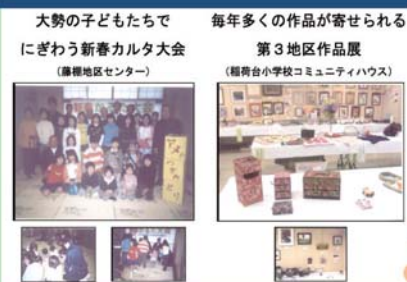 大勢の子どもたちで
にぎわう新春カルタ大会
（藤棚地区センター）
毎年多くの作品が寄せられる
第３地区作品展
（稲荷台小学校コミュニティハウス）